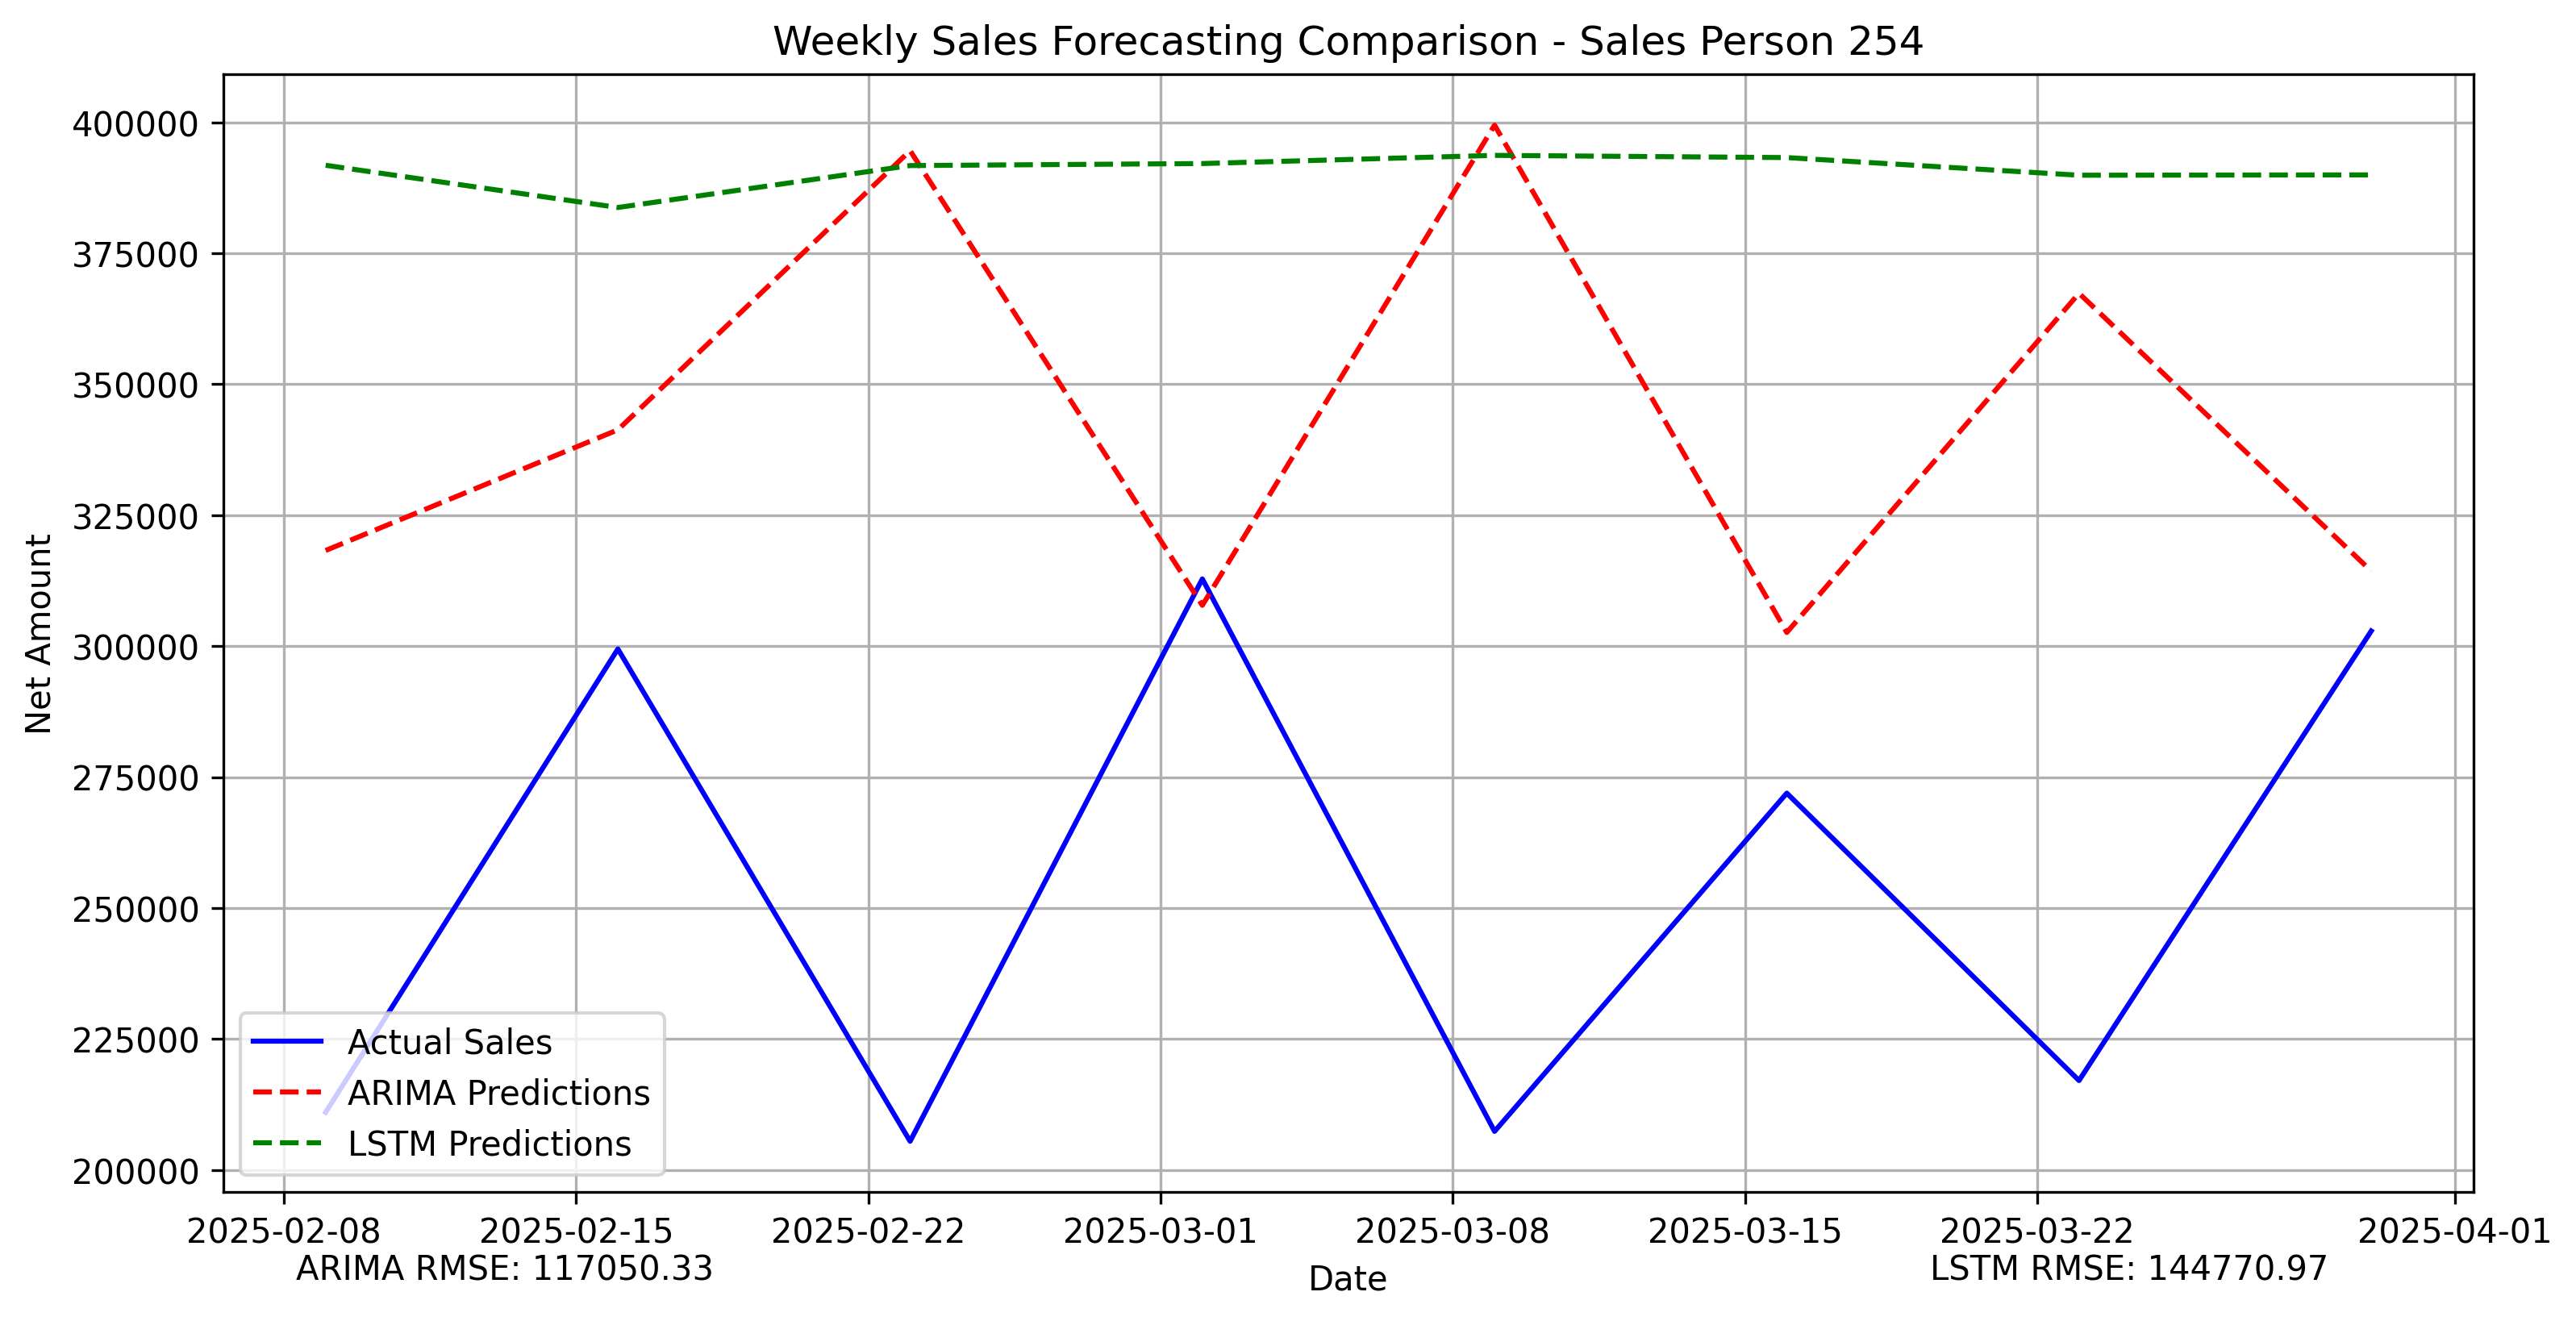 Weekly Sales Forecasting Comparison - Sales Person 254
Net Amount
400000
375000
350000
325000
300000
275000
250000
225000
200000
Actual Sales
ARIMA Predictions
LSTM Predictions
2025-02-08 2025-02-15 2025-02-22 2025-03-01 2025-03-08 2025-03-15 2025-03-22 2025-04-01
ARIMA RMSE: 117050.33
Date
LSTM RMSE: 144770.97